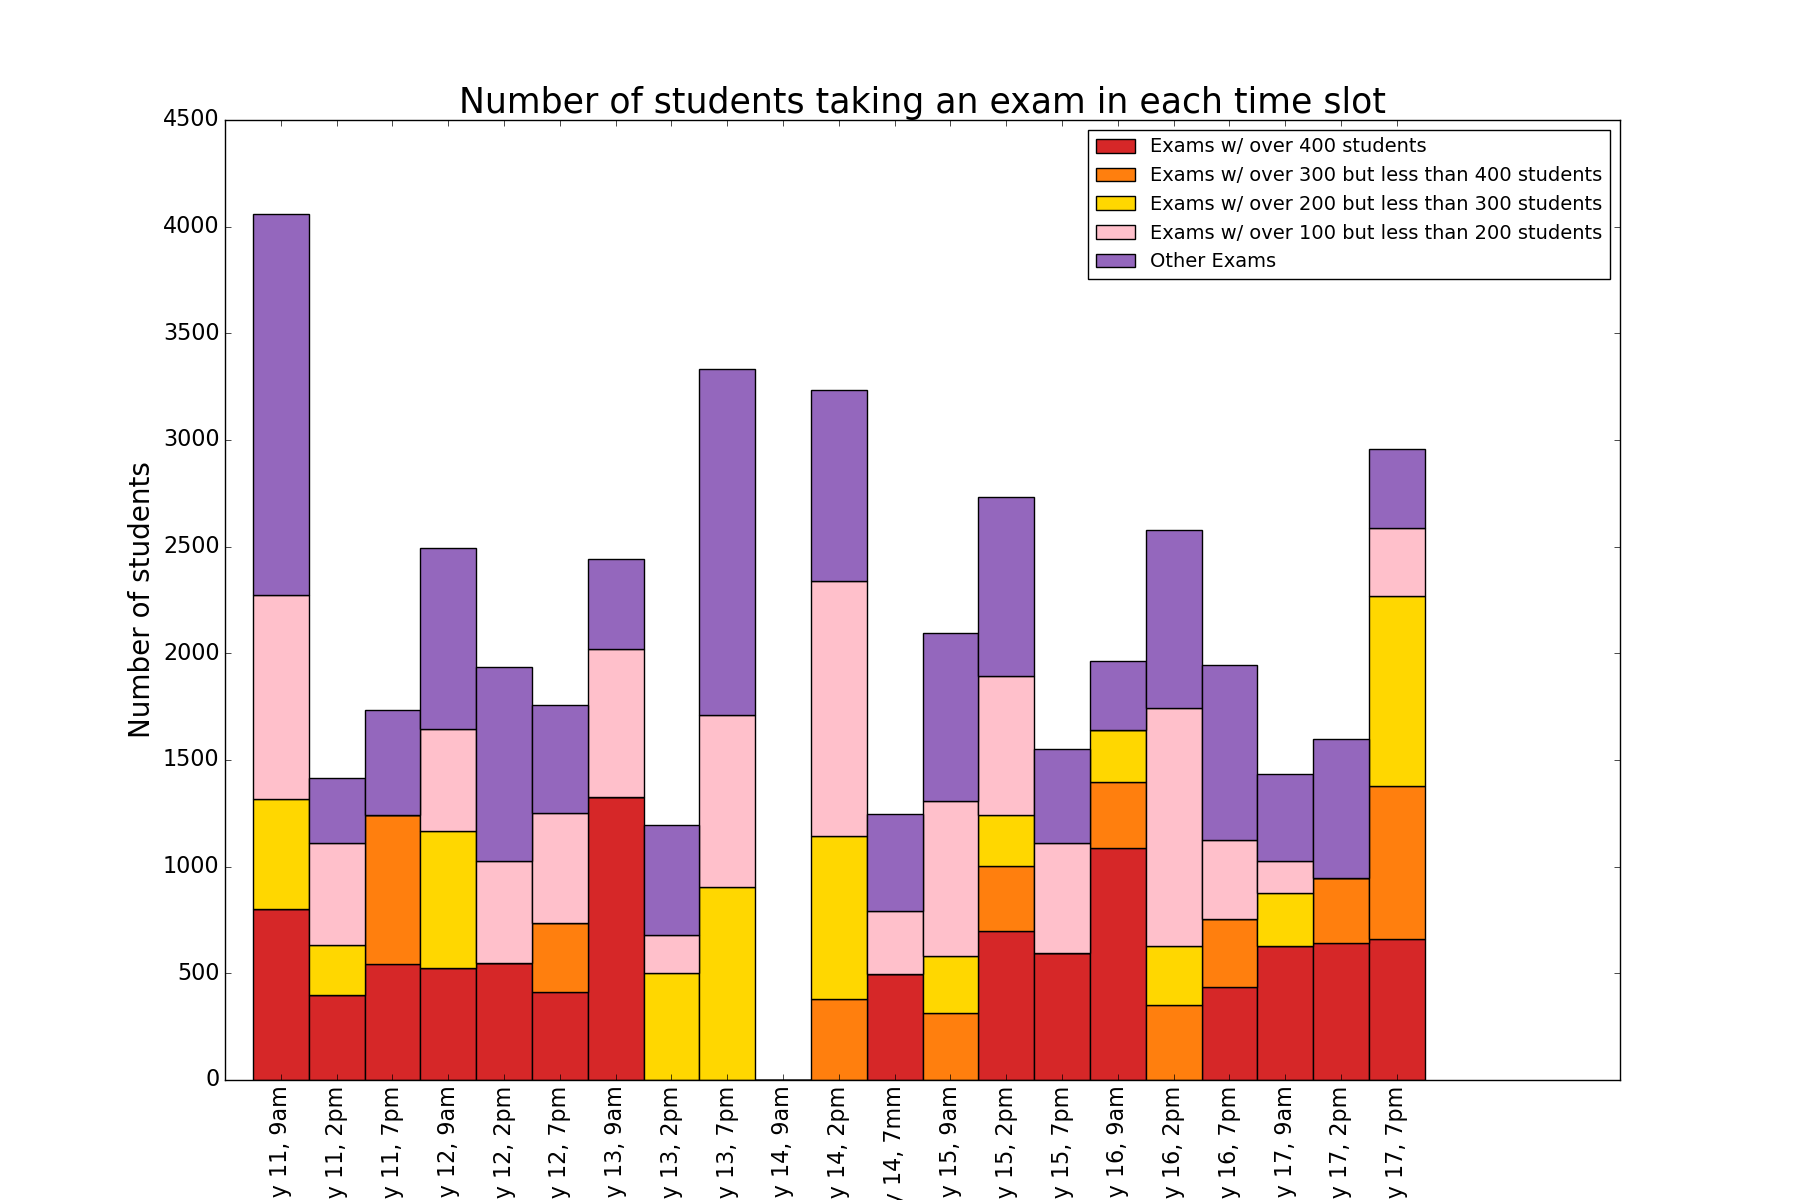 Number of students taking an exam in each time slot
4500
4000
3500
3000
2500
2000
1500
1000
500
0
Number of students
Exams w/ over 400 students
Exams w/ over 300 but less than 400 students
Exams w/ over 200 but less than 300 students
Exams w/ over 100 but less than 200 students
Other Exams
y 11, 9am
y 11, 2pm
y 11, 7pm
y 12, 9am
y 12, 2pm
y 12, 7pm
y 13, 9am
y 13, 2pm
y 13, 7pm
y 14, 9am
y 14, 2pm
y 14, 7mm
y 15, 9am
y 15, 2pm
y 15, 7pm
y 16, 9am
y 16, 2pm
y 16, 7pm
y 17, 9am
y 17, 2pm
y 17, 7pm